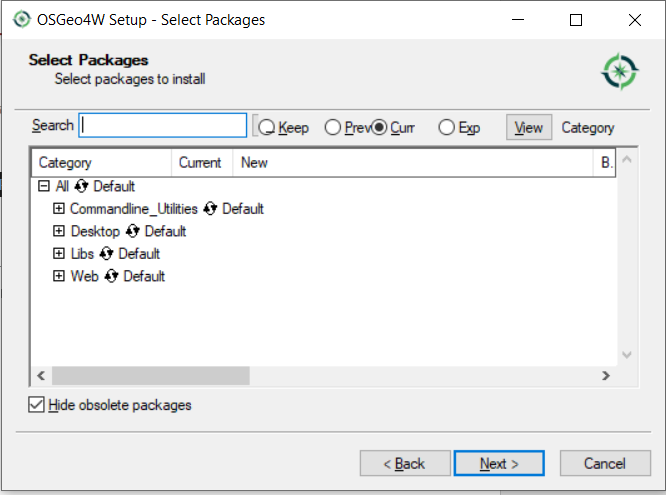 OSGeo4W Setup - Select Packages
Select Packages
Select packages to install
Search Keep Prev Curr Exp View Category
Category Current New B.
All Default
Commandline_Utilities Default
Desktop Default
Libs Default
Web Default
Hide obsolete packages
< Back Next > Cancel